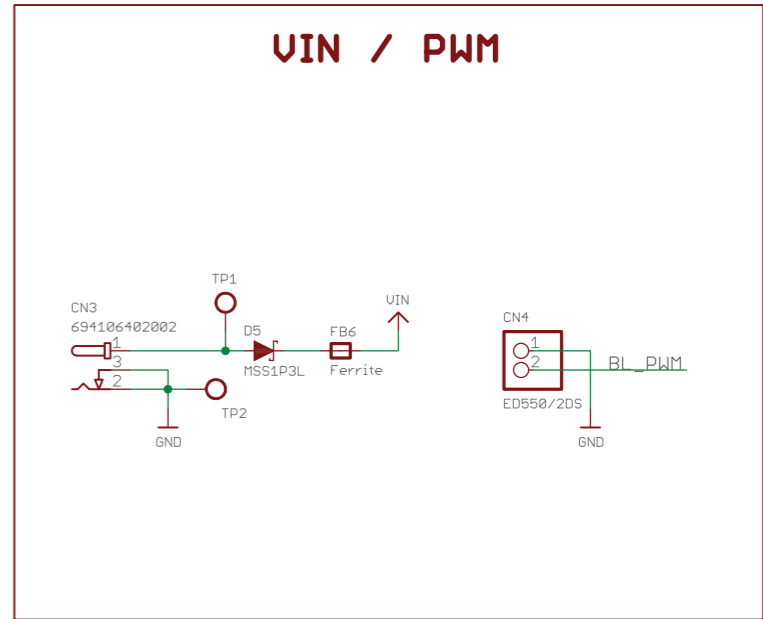 VIN / PWM
CN3
694106402002
1
3
2
TP1
TP2
GND
D5
MSS1P3L
FB6
Ferrite
VIN
CN4
1
2
BL_PWM
ED550/2DS
GND